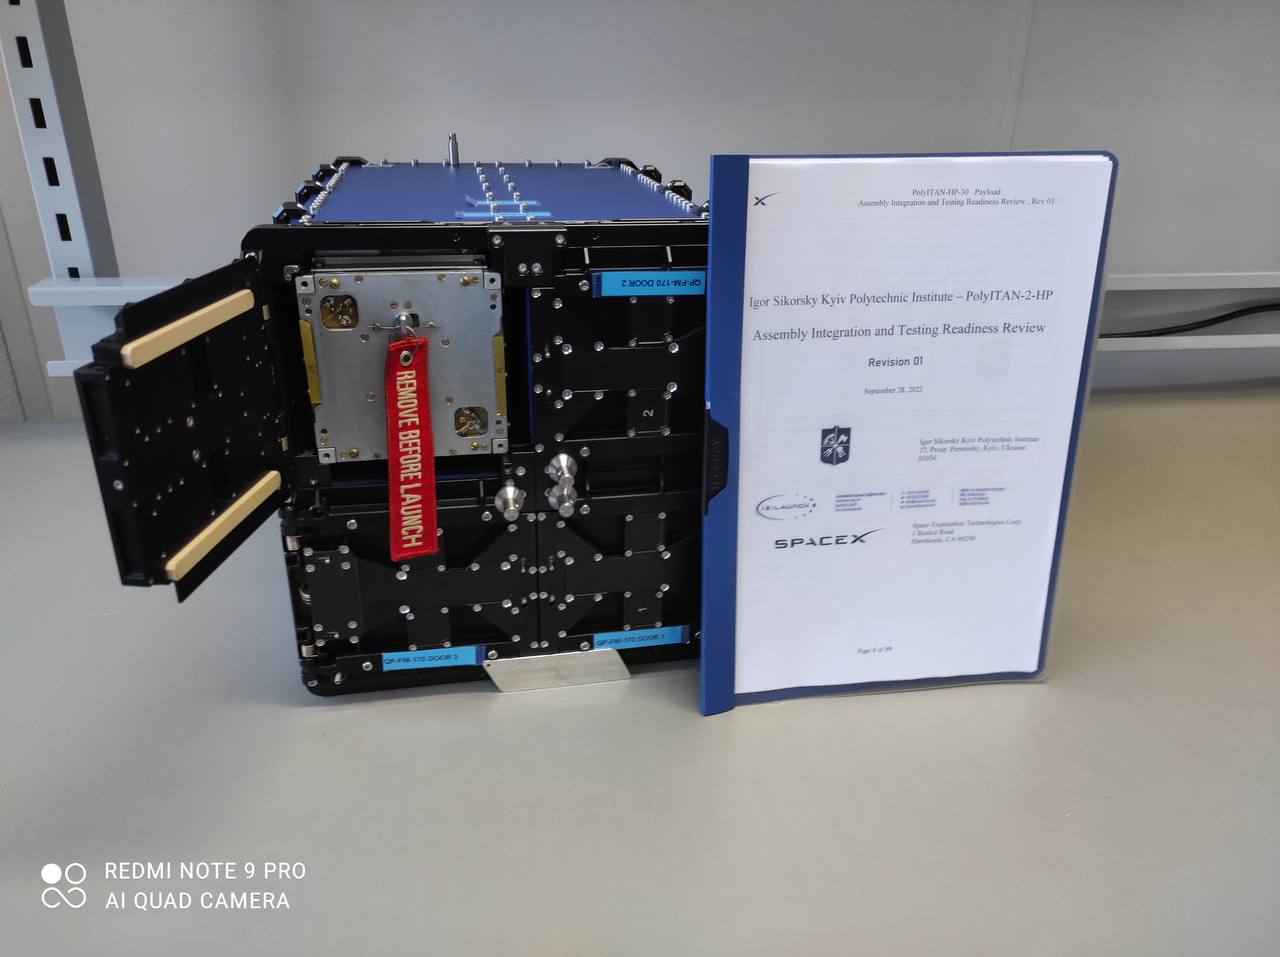 PolyITAN-HP-30 Payload
Assembly Integration and Testing Readiness Review , Rev 01
Igor Sikorsky Kyiv Polytechnic Institute – PolyITAN-2-HP
Assembly Integration and Testing Readiness Review
Revision 01
September 28, 2022
Igor Sikorsky Kyiv Polytechnic Institute
37, Prosp. Peremohy, Kyiv, Ukraine,
03056
ISILAUNCH
SPACEX
Space Exploration Technologies Corp.
1 Rocket Road
Hawthorne, CA 90250
Page 1 of 39
QP-FM-170 DOOR 2
2
REMOVE BEFORE LAUNCH
1
QP-FM-170 DOOR 1
QP-FM-170 DOOR 3
REDMI NOTE 9 PRO
AI QUAD CAMERA